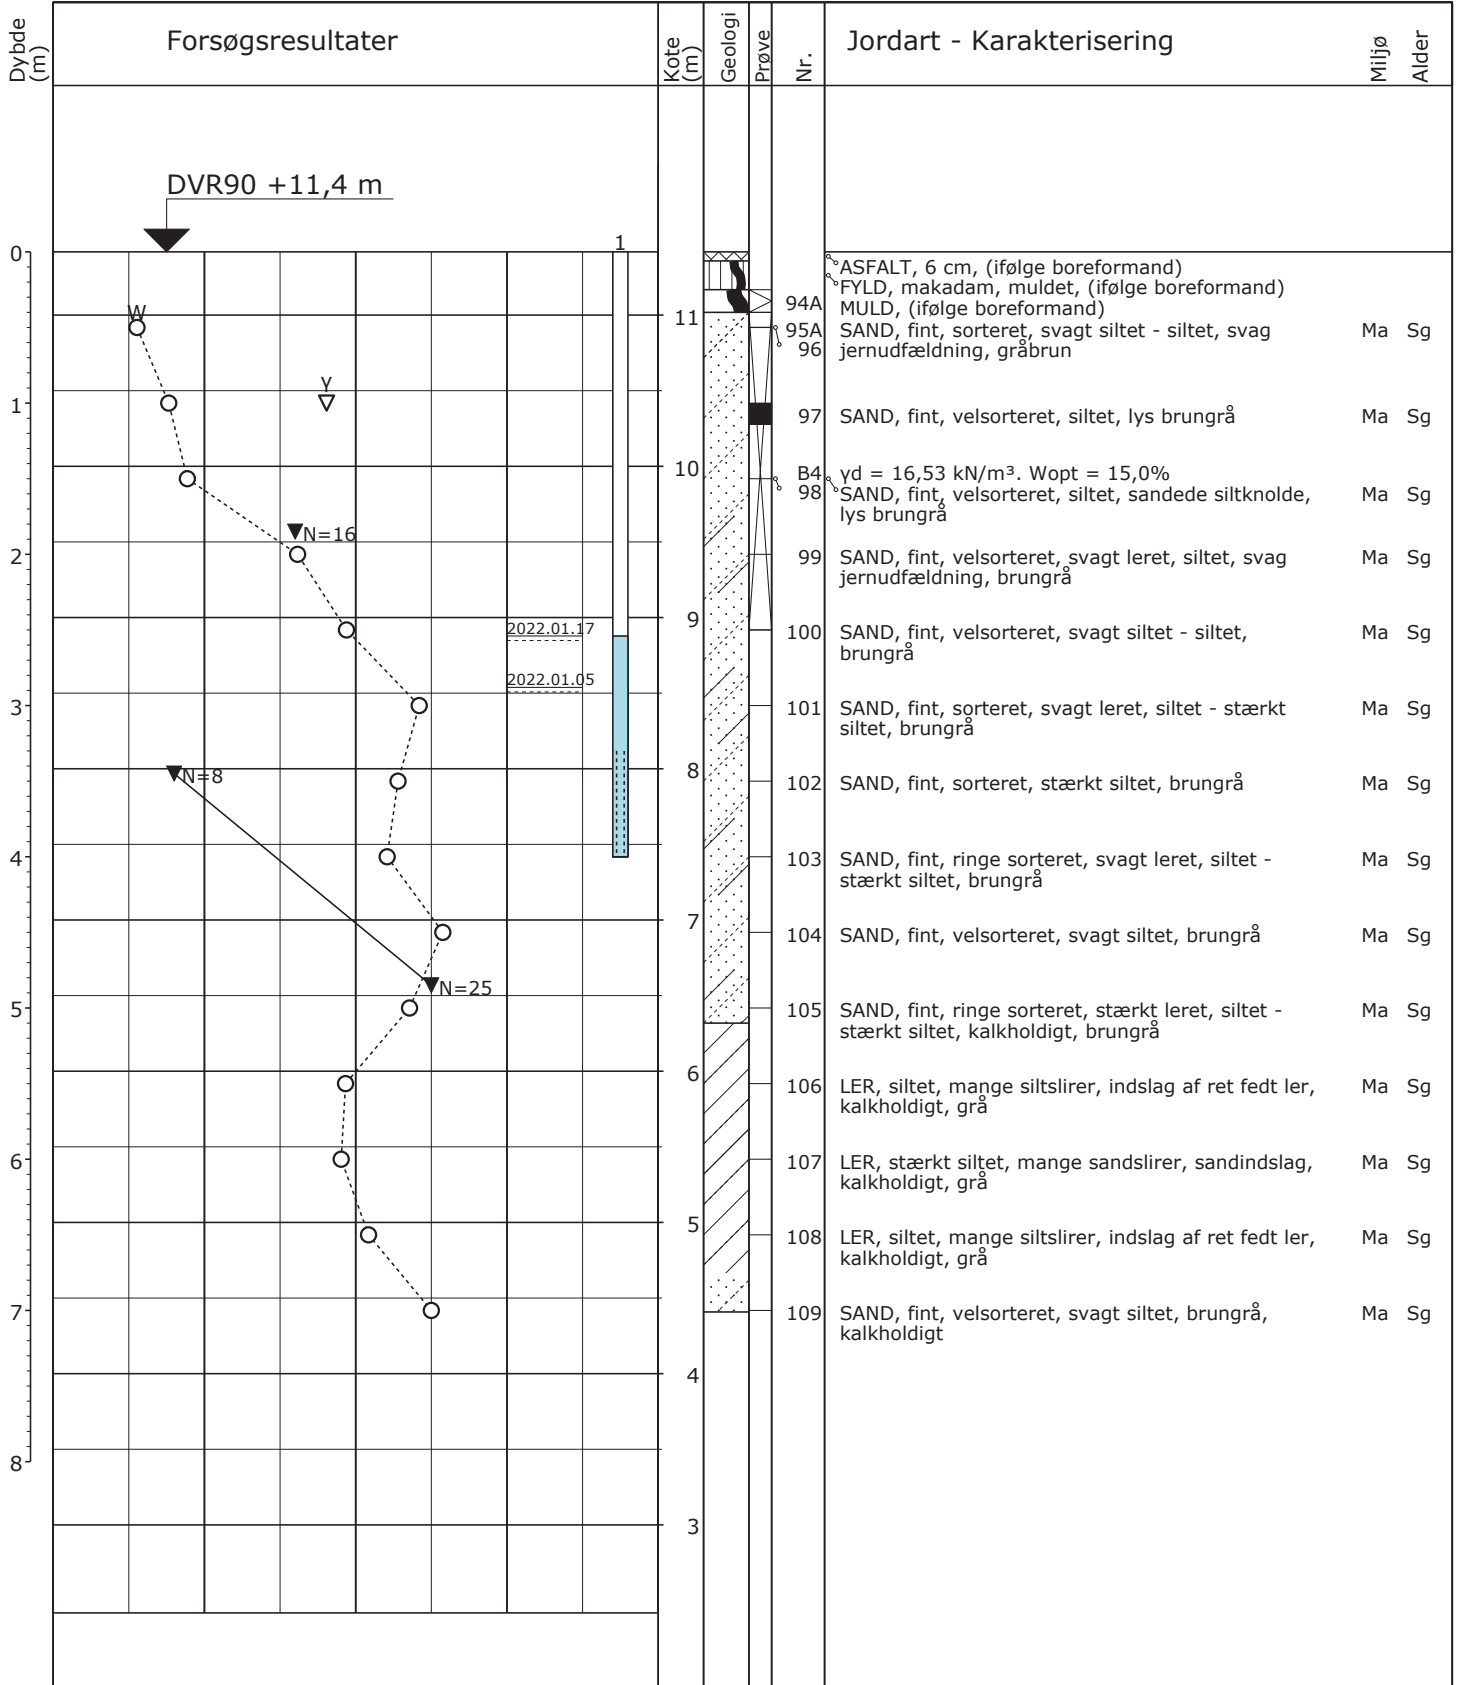 Dybde
(m)
Forsøgsresultater
Kote
(m)
Geologi
Prøve
Nr.
Jordart - Karakterisering
Miljø
Alder
DVR90 +11,4 m
0
1
ASFALT, 6 cm, (ifølge boreformand)
FYLD, makadam, muldet, (ifølge boreformand)
94A MULD, (ifølge boreformand)
W
11
95A SAND, fint, sorteret, svagt siltet - siltet, svag Ma Sg
96 jernudfældning, gråbrun
γ
1
97 SAND, fint, velsorteret, siltet, lys brungrå Ma Sg
10
B4 γd = 16,53 kN/m³. Wopt = 15,0%
98 SAND, fint, velsorteret, siltet, sandede siltknolde, Ma Sg
lys brungrå
N=16
2
99 SAND, fint, velsorteret, svagt leret, siltet, svag Ma Sg
jernudfældning, brungrå
9
2022.01.17
100 SAND, fint, velsorteret, svagt siltet - siltet, Ma Sg
brungrå
2022.01.05
3
101 SAND, fint, sorteret, svagt leret, siltet - stærkt Ma Sg
siltet, brungrå
8
N=8
102 SAND, fint, sorteret, stærkt siltet, brungrå Ma Sg
4
103 SAND, fint, ringe sorteret, svagt leret, siltet - Ma Sg
stærkt siltet, brungrå
7
104 SAND, fint, velsorteret, svagt siltet, brungrå Ma Sg
N=25
5
105 SAND, fint, ringe sorteret, stærkt leret, siltet - Ma Sg
stærkt siltet, kalkholdigt, brungrå
6
106 LER, siltet, mange siltslirer, indslag af ret fedt ler, Ma Sg
kalkholdigt, grå
6
107 LER, stærkt siltet, mange sandslirer, sandindslag, Ma Sg
kalkholdigt, grå
5
108 LER, siltet, mange siltslirer, indslag af ret fedt ler, Ma Sg
kalkholdigt, grå
7
109 SAND, fint, velsorteret, svagt siltet, brungrå, Ma Sg
kalkholdigt
4
8
3